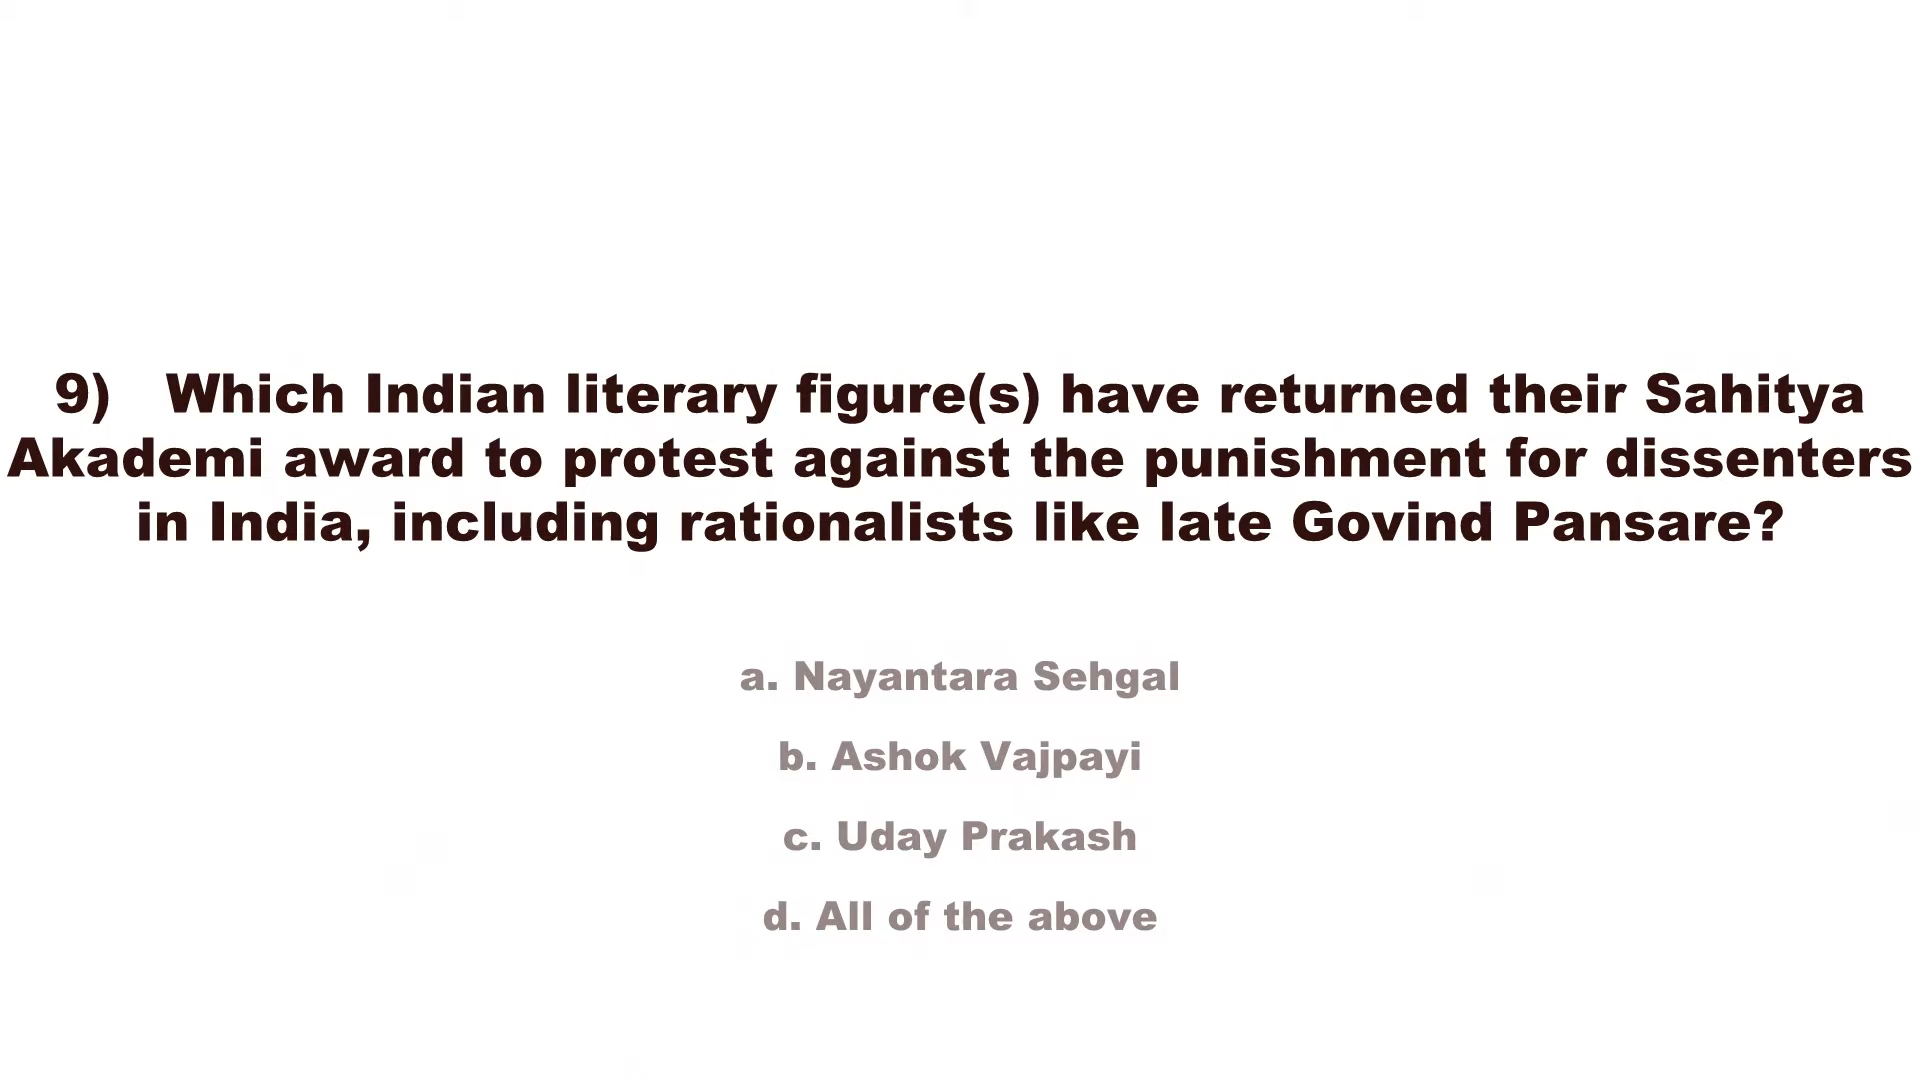 9) Which Indian literary figure(s) have returned their Sahitya
Akademi award to protest against the punishment for dissenters
in India, including rationalists like late Govind Pansare?
a. Nayantara Sehgal
b. Ashok Vajpayi
c. Uday Prakash
d. All of the above